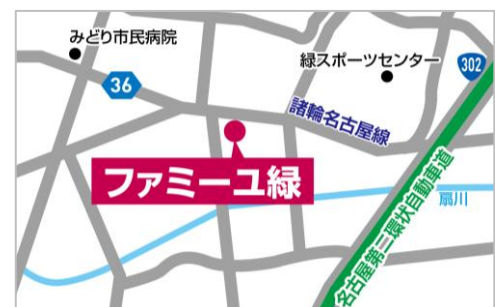 みどり市民病院
緑スポーツセンター
302
36
諸輪名古屋線
ファミーユ緑
扇川
名古屋第二環状自動車道